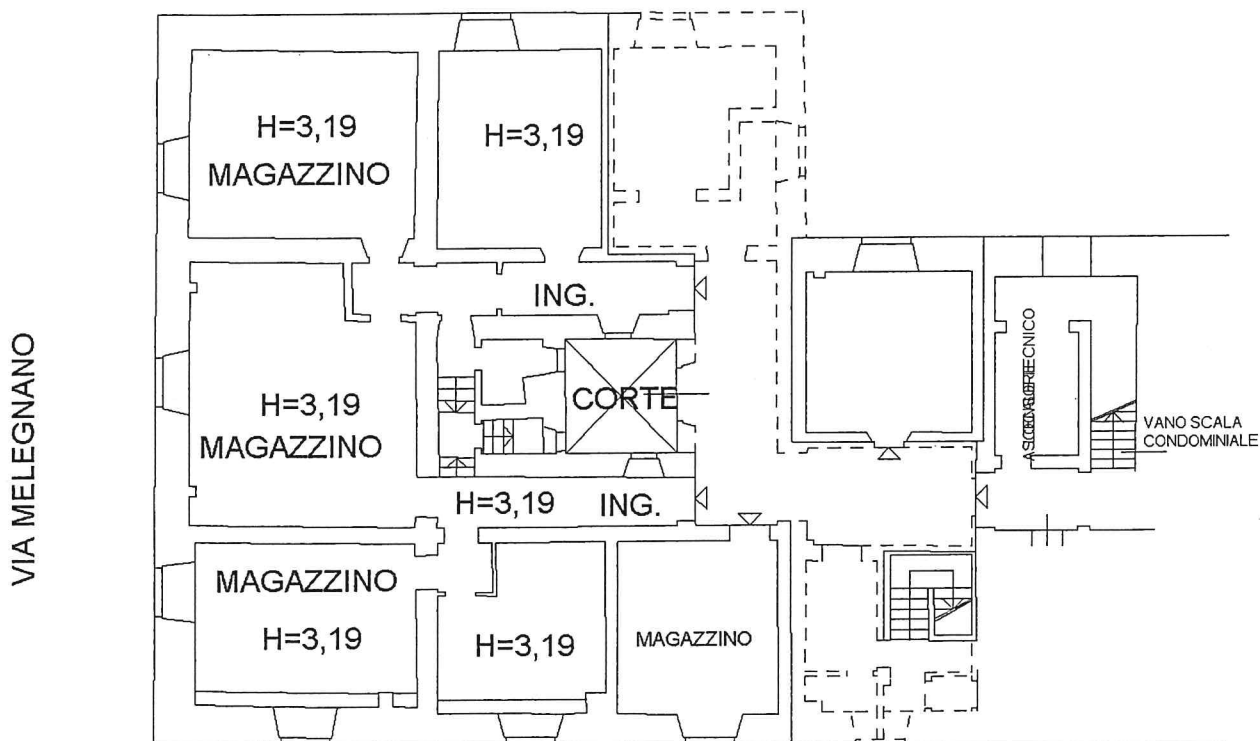 VIA MELEGNANO
H=3,19
MAGAZZINO
H=3,19
ING.
H=3,19
MAGAZZINO
CORTE
VANO SCALA
CONDOMINIALE
H=3,19
ING.
MAGAZZINO
H=3,19
H=3,19
MAGAZZINO